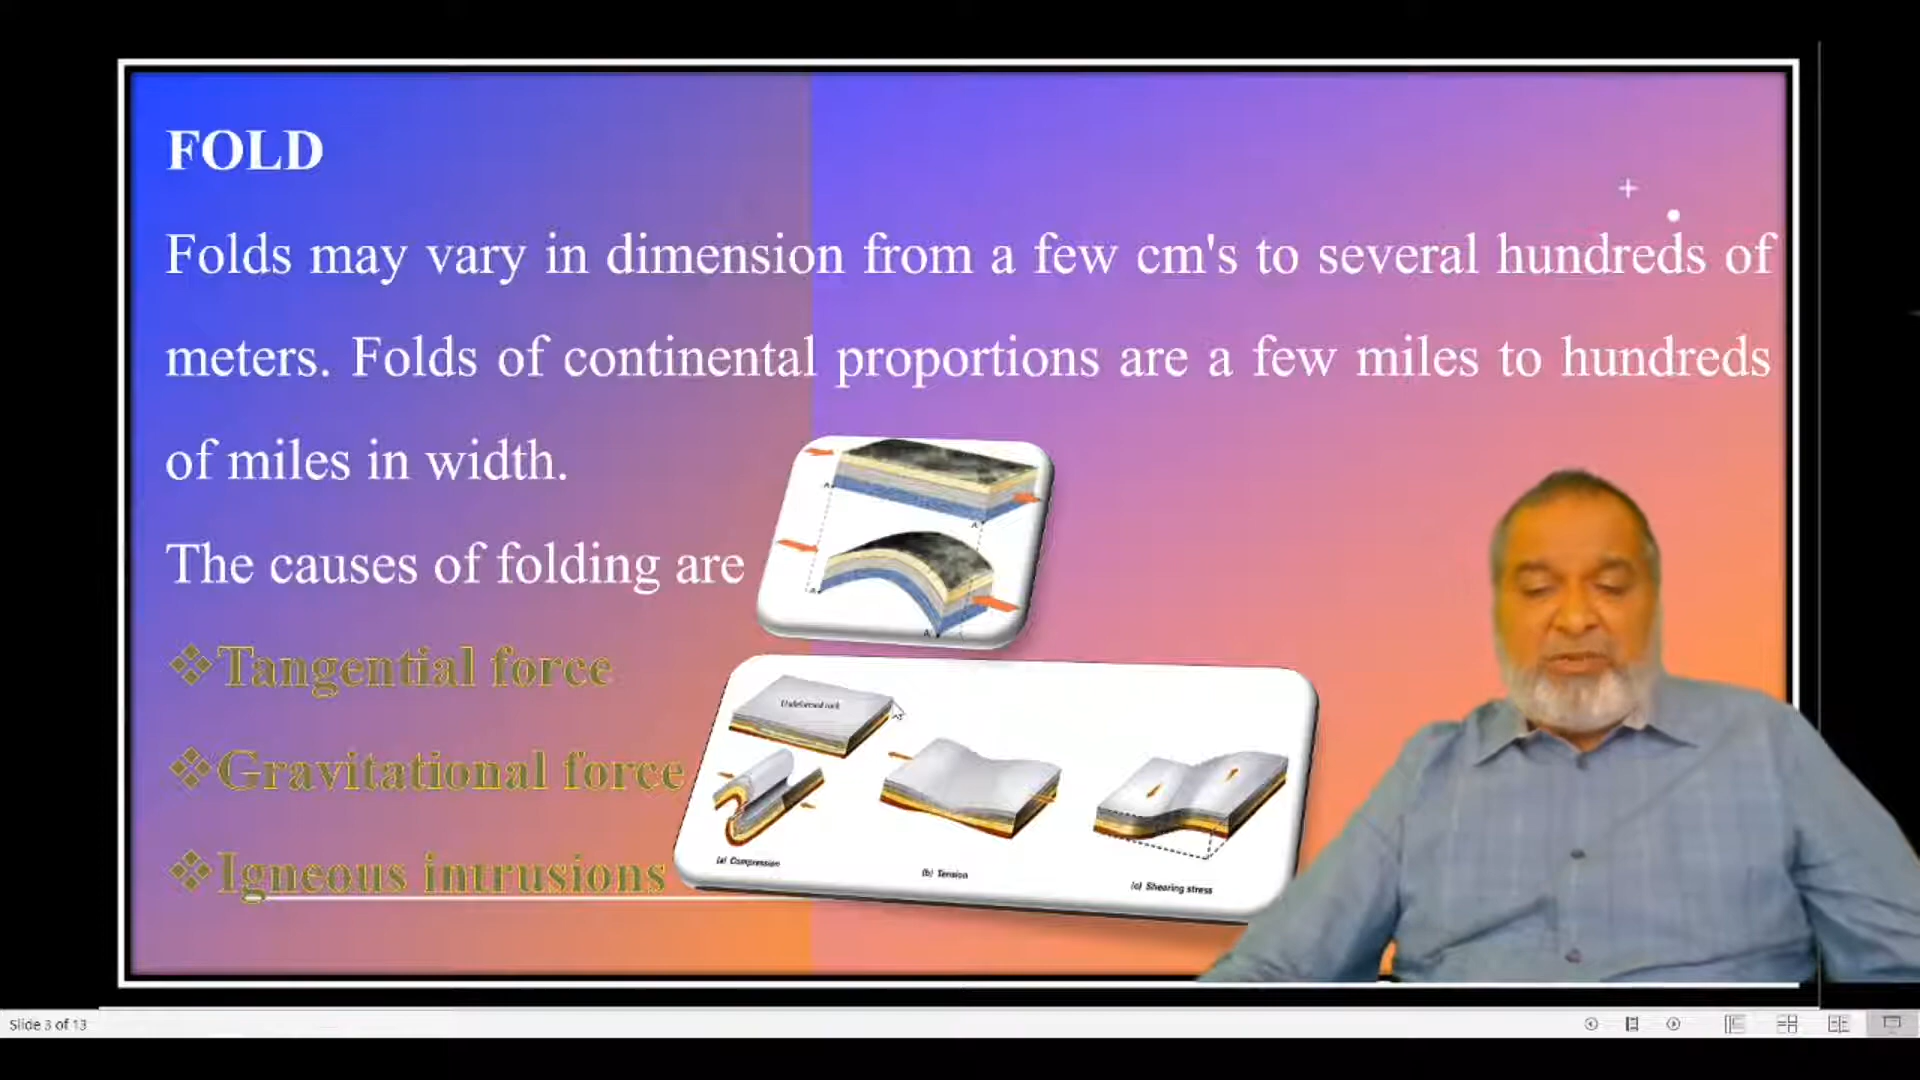 FOLD
Folds may vary in dimension from a few cm's to several hundreds of
meters. Folds of continental proportions are a few miles to hundreds
of miles in width.
The causes of folding are
❖Tangential force
❖Gravitational force
❖Igneous intrusions
Undeformed rock
(a) Compression
(b) Tension
(c) Shearing stress
Slide 3 of 13